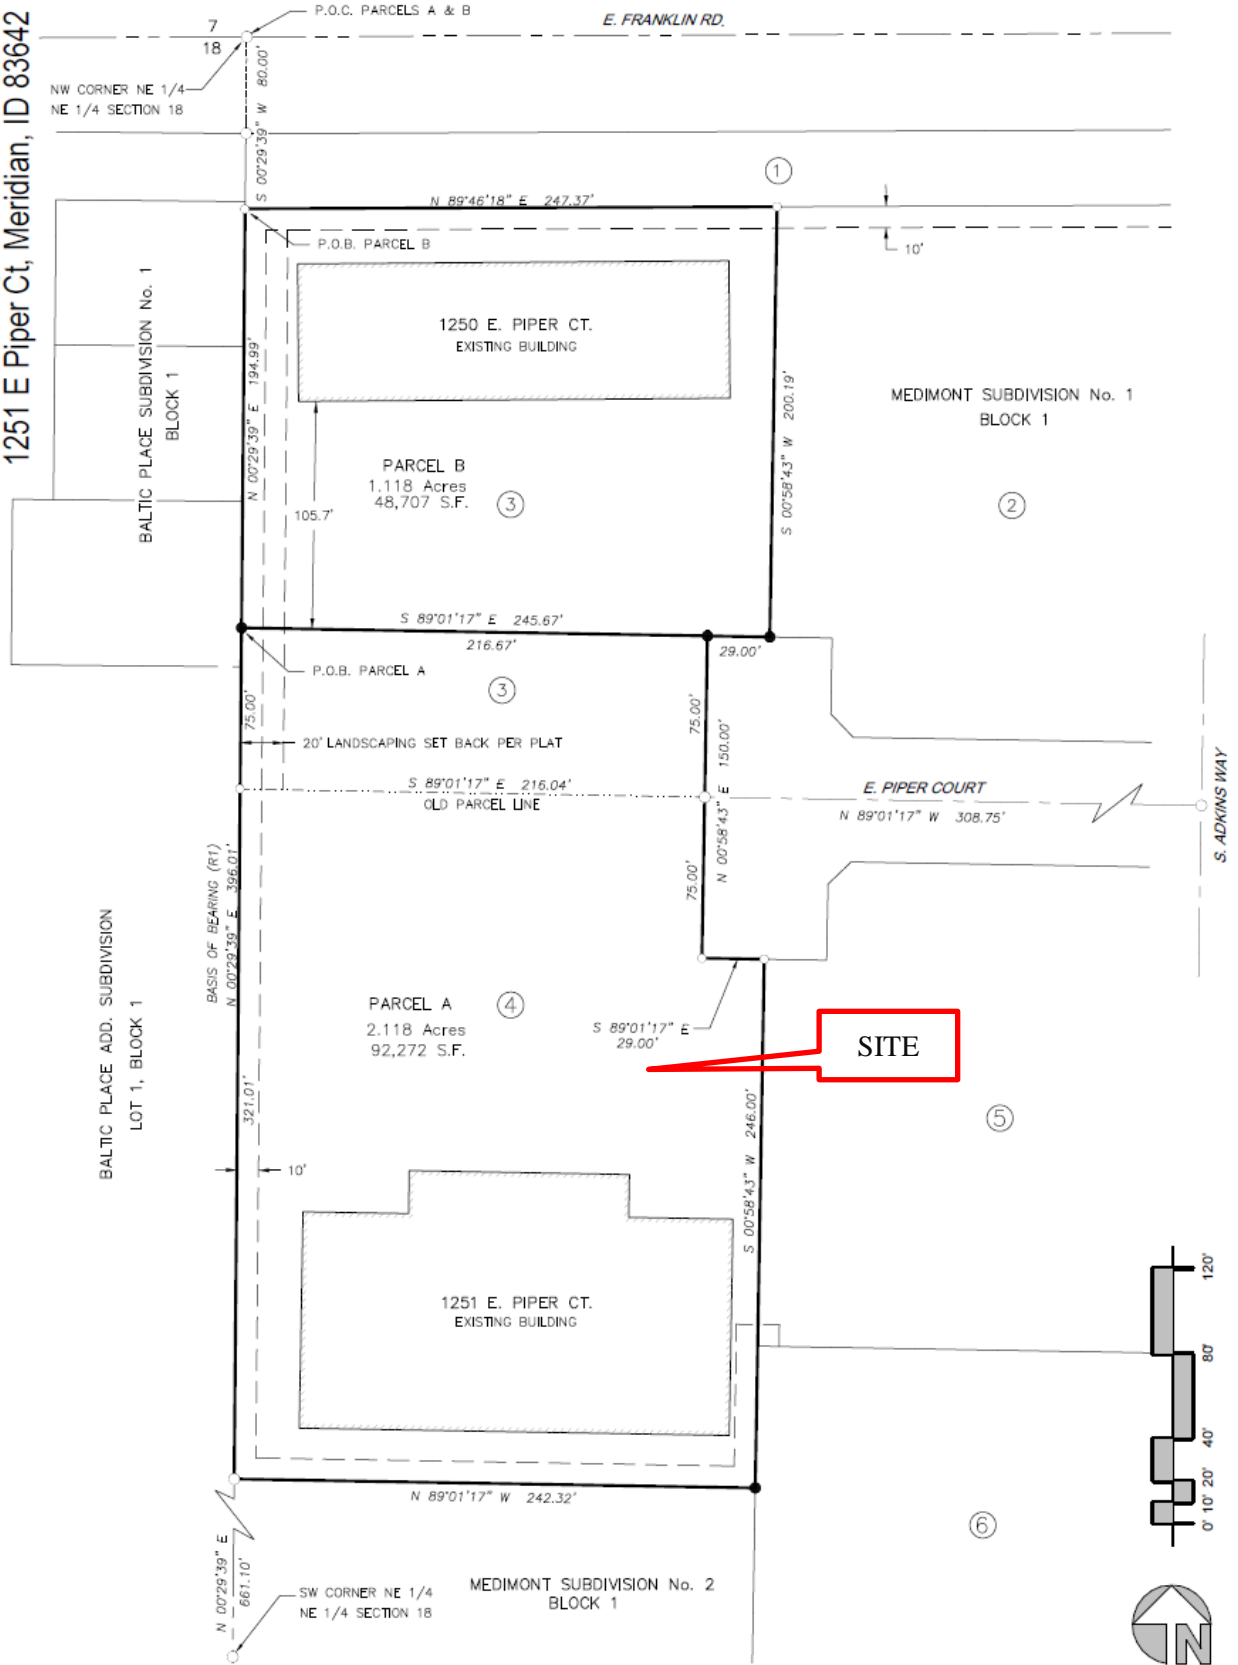 1251 E Piper Ct, Meridian, ID 83642
P.O.C. PARCELS A & B
E. FRANKLIN RD.
7
18
NW CORNER NE 1/4
NE 1/4 SECTION 18
S 00°29'39" W 80.00'
1
N 89°46'18" E 247.37'
P.O.B. PARCEL B
10'
BALTIC PLACE SUBDIVISION No. 1
BLOCK 1
N 00°29'39" E 194.99'
1250 E. PIPER CT.
EXISTING BUILDING
S 00°58'43" W 200.19'
MEDIMONT SUBDIVISION No. 1
BLOCK 1
PARCEL B
1.118 Acres
48,707 S.F.
3
2
105.7'
S 89°01'17" E 245.67'
216.67'
29.00'
P.O.B. PARCEL A
3
75.00'
75.00'
20' LANDSCAPING SET BACK PER PLAT
S 89°01'17" E 216.04'
OLD PARCEL LINE
N 00°58'43" E 150.00'
E. PIPER COURT
N 89°01'17" W 308.75'
S. ADKINS WAY
75.00'
BASIS OF BEARING (R1)
N 00°29'39" E 396.01'
BALTIC PLACE ADD. SUBDIVISION
LOT 1, BLOCK 1
PARCEL A
2.118 Acres
92,272 S.F.
4
S 89°01'17" E
29.00'
SITE
321.01'
10'
S 00°58'43" W 246.00'
5
1251 E. PIPER CT.
EXISTING BUILDING
N 89°01'17" W 242.32'
6
0' 10' 20' 40' 80' 120'
N 00°29'39" E
661.10'
SW CORNER NE 1/4
NE 1/4 SECTION 18
MEDIMONT SUBDIVISION No. 2
BLOCK 1
N